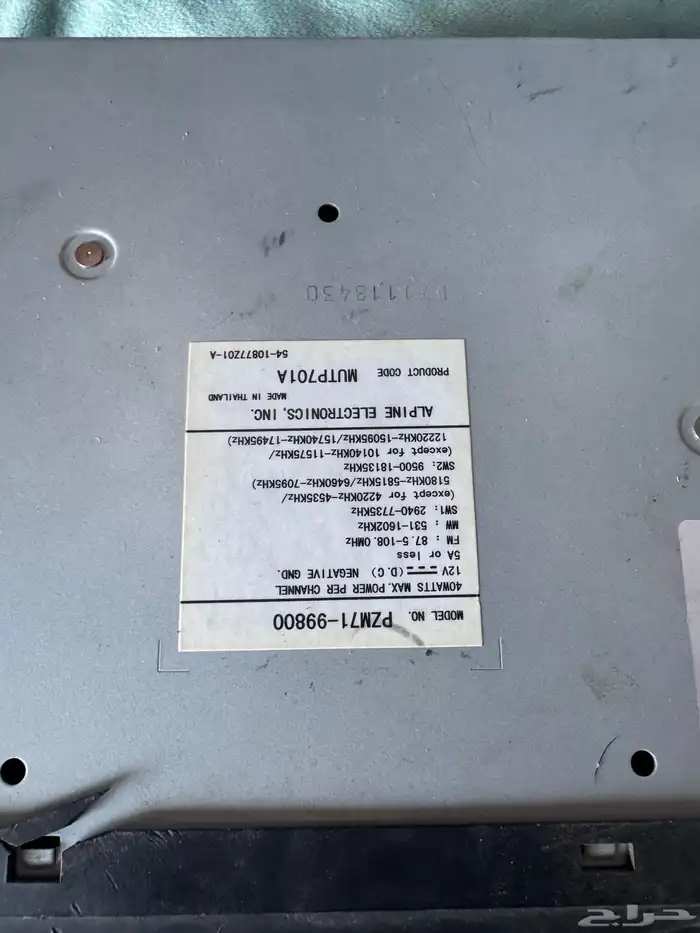 MODEL NO. PZM71-99800
40WATTS MAX. POWER PER CHANNEL
12V (D.C) NEGATIVE GND.
5A or less
FM : 87.5-108.0MHz
MW : 531-1602KHz
SW1: 2940-7735KHz
(except for 4220KHz-4535KHz/
5180KHz-5815KHz/6460KHz-7095KHz)
SW2: 9500-18135KHz
(except for 10140KHz-11575KHz/
12220KHz-15095KHz/15740KHz-17495KHz)
ALPINE ELECTRONICS, INC.
MADE IN THAILAND
PRODUCT CODE MUTP701A
54-10877Z01-A
حراج